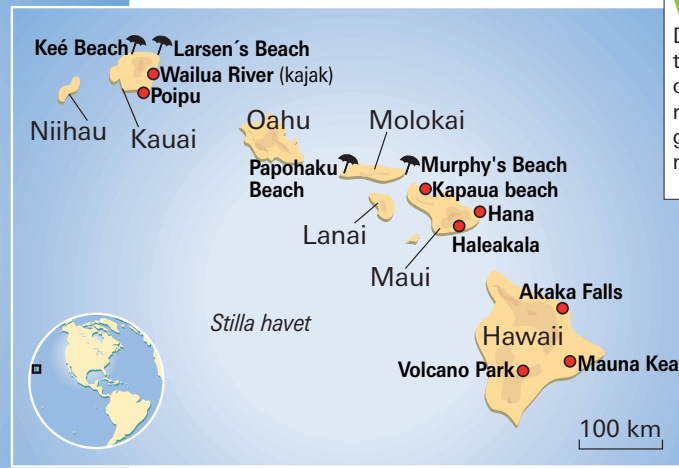 Keé Beach
Larsen´s Beach
Wailua River (kajak)
Poipu
Niihau
Kauai
Oahu
Molokai
Papohaku
Beach
Murphy's Beach
Kapaua beach
Hana
Lanai
Haleakala
Maui
Akaka Falls
Stilla havet
Hawaii
Volcano Park
Mauna Kea
100 km